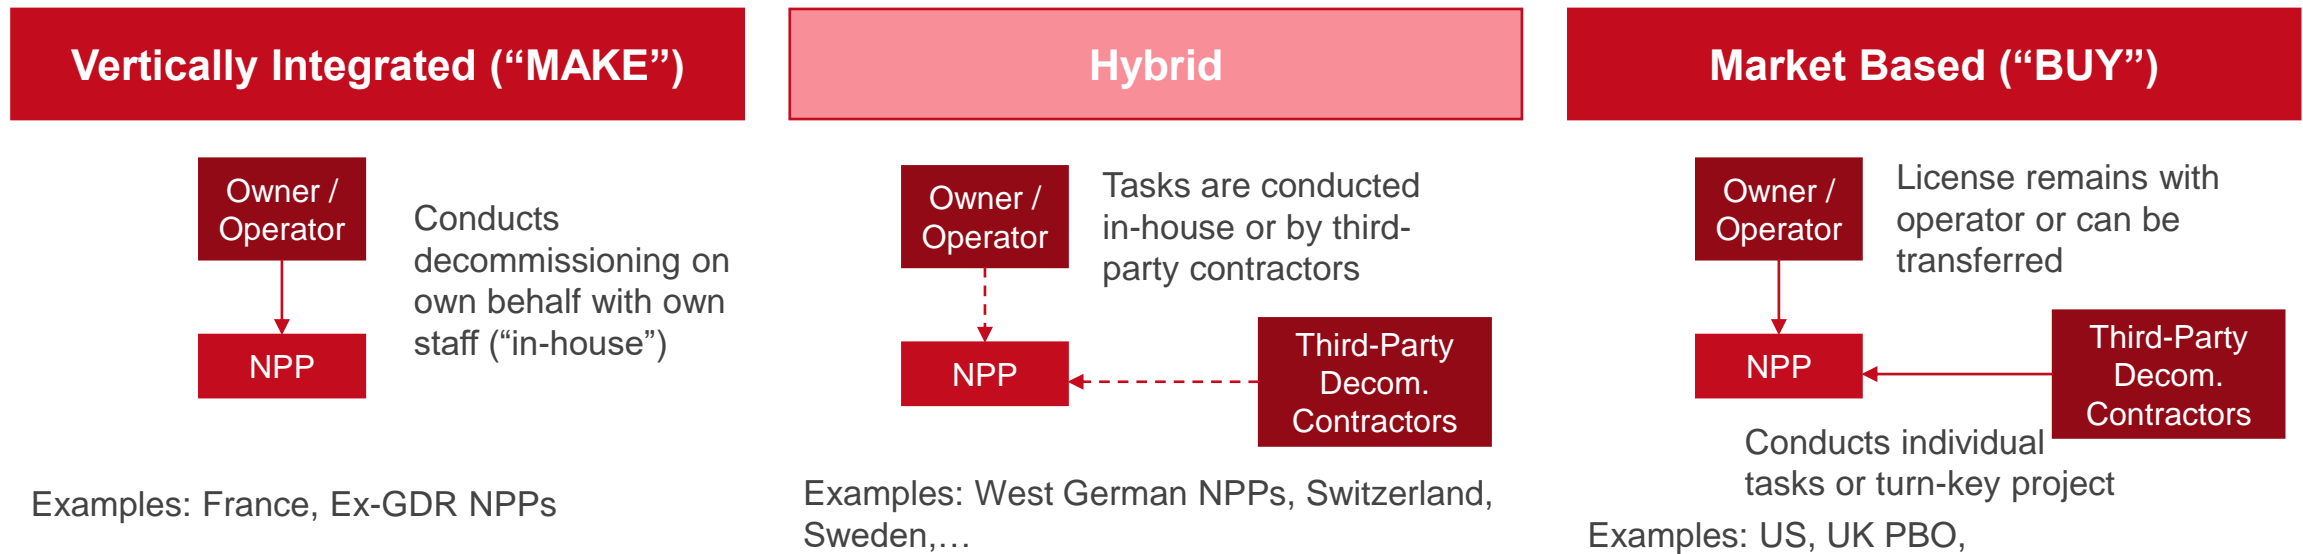 Vertically Integrated (“MAKE”)
Owner /
Operator
Conducts
decommissioning on
own behalf with own
staff (“in-house”)
NPP
Examples: France, Ex-GDR NPPs
Hybrid
Owner /
Operator
Tasks are conducted
in-house or by third-
party contractors
NPP
Third-Party
Decom.
Contractors
Examples: West German NPPs, Switzerland,
Sweden,…
Market Based (“BUY”)
Owner /
Operator
License remains with
operator or can be
transferred
NPP
Third-Party
Decom.
Contractors
Conducts individual
tasks or turn-key project
Examples: US, UK PBO,